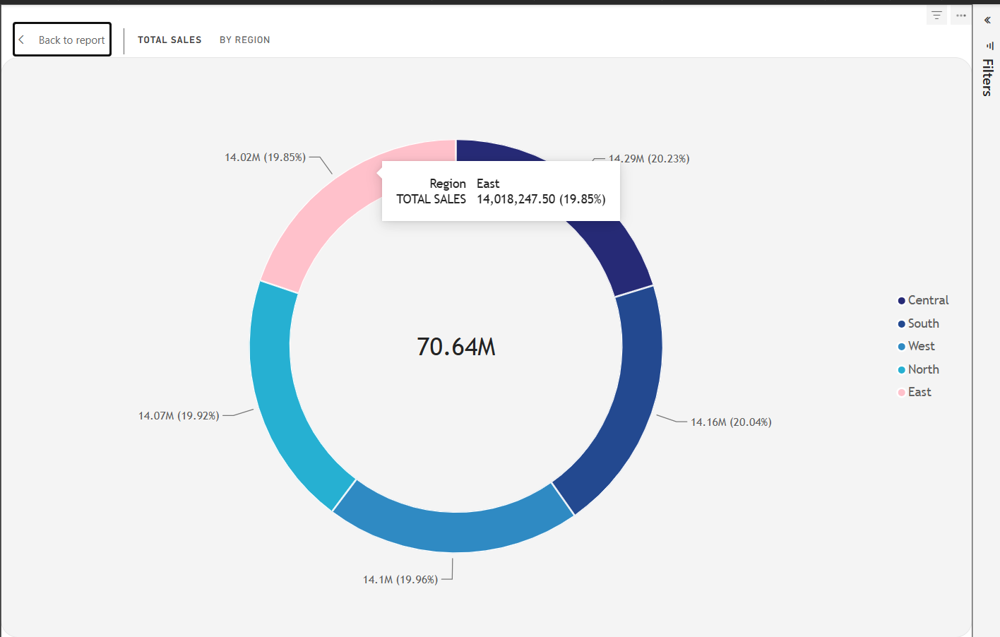 Back to report
TOTAL SALES
BY REGION
Filters
14.02M (19.85%)
14.29M (20.23%)
Region East
TOTAL SALES 14,018,247.50 (19.85%)
Central
South
West
North
East
70.64M
14.07M (19.92%)
14.16M (20.04%)
14.1M (19.96%)